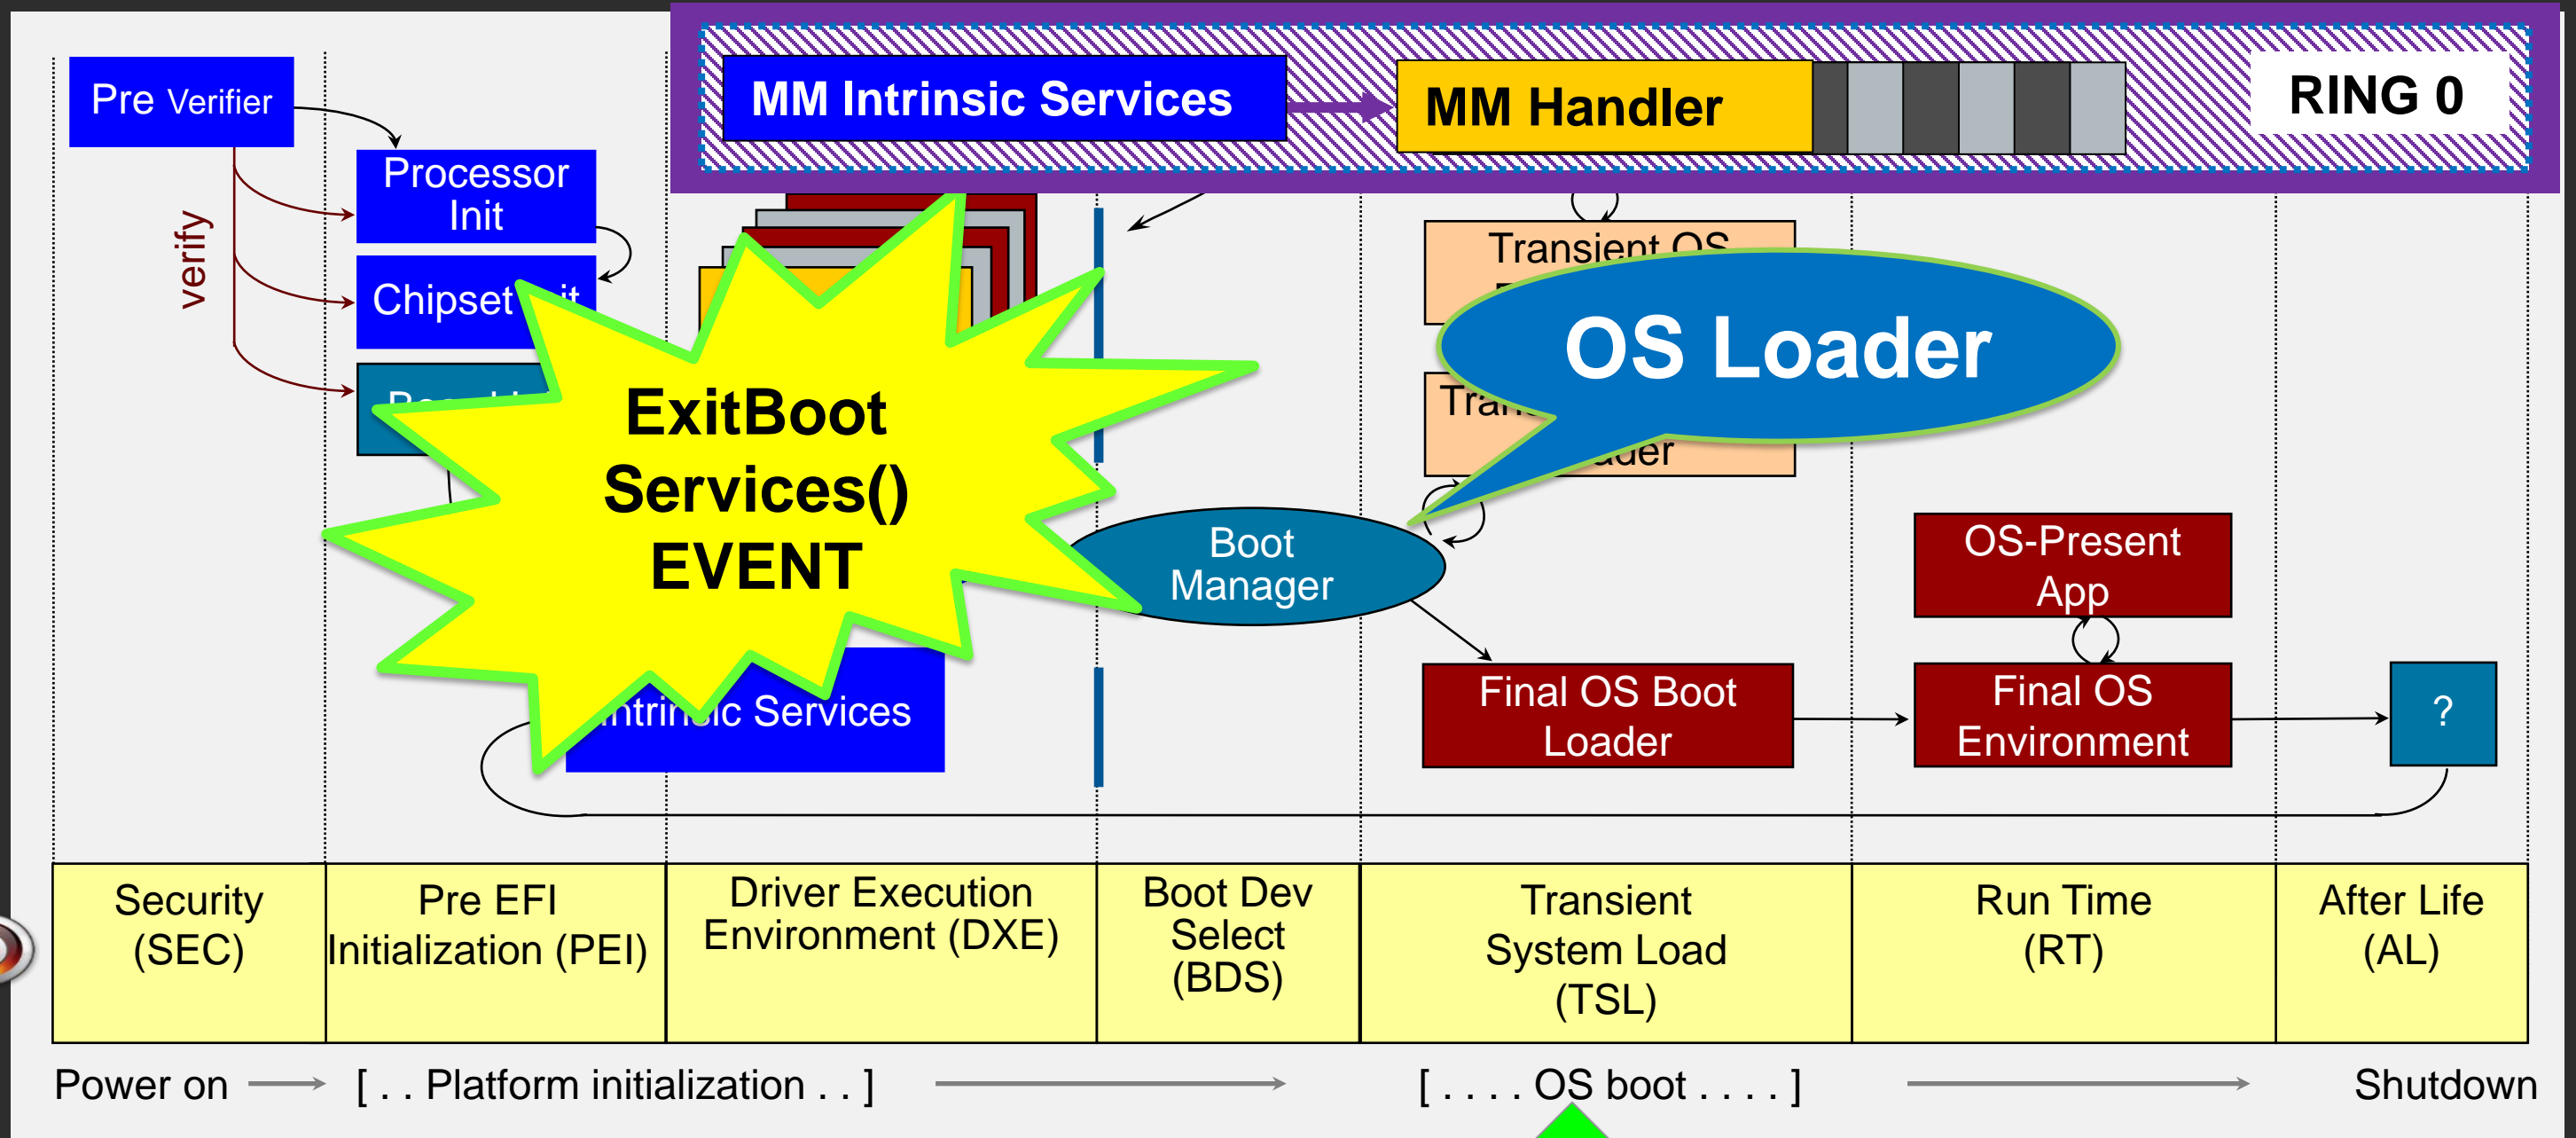 MM Intrinsic Services
MM Handler
RING 0
Pre Verifier
verify
Processor
Init
Chipset
Transient OS
OS Loader
ExitBoot
Services()
EVENT
Boot
Manager
OS-Present
App
Intrinsic Services
Final OS Boot
Loader
Final OS
Environment
?
Security
(SEC)
Pre EFI
Initialization (PEI)
Driver Execution
Environment (DXE)
Boot Dev
Select
(BDS)
Transient
System Load
(TSL)
Run Time
(RT)
After Life
(AL)
Power on
[ . . Platform initialization . . ]
[ . . . . OS boot . . . . ]
Shutdown